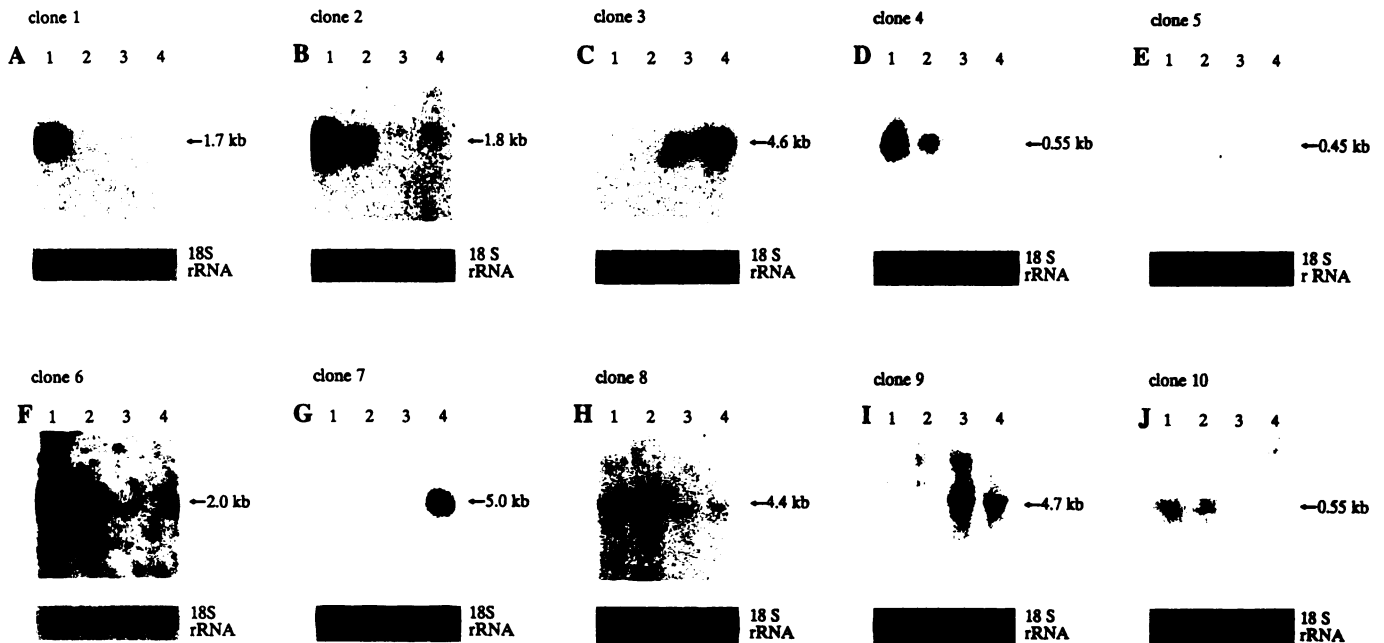 clone 1
A 1 2 3 4
←1.7 kb
18S
rRNA
clone 2
B 1 2 3 4
←1.8 kb
18 S
rRNA
clone 3
C 1 2 3 4
←4.6 kb
18 S
rRNA
clone 4
D 1 2 3 4
←0.55 kb
18 S
rRNA
clone 5
E 1 2 3 4
←0.45 kb
18 S
r RNA
clone 6
F 1 2 3 4
←2.0 kb
18S
rRNA
clone 7
G 1 2 3 4
←5.0 kb
18 S
rRNA
clone 8
H 1 2 3 4
←4.4 kb
18 S
rRNA
clone 9
I 1 2 3 4
←4.7 kb
18 S
rRNA
clone 10
J 1 2 3 4
←0.55 kb
18 S
rRNA